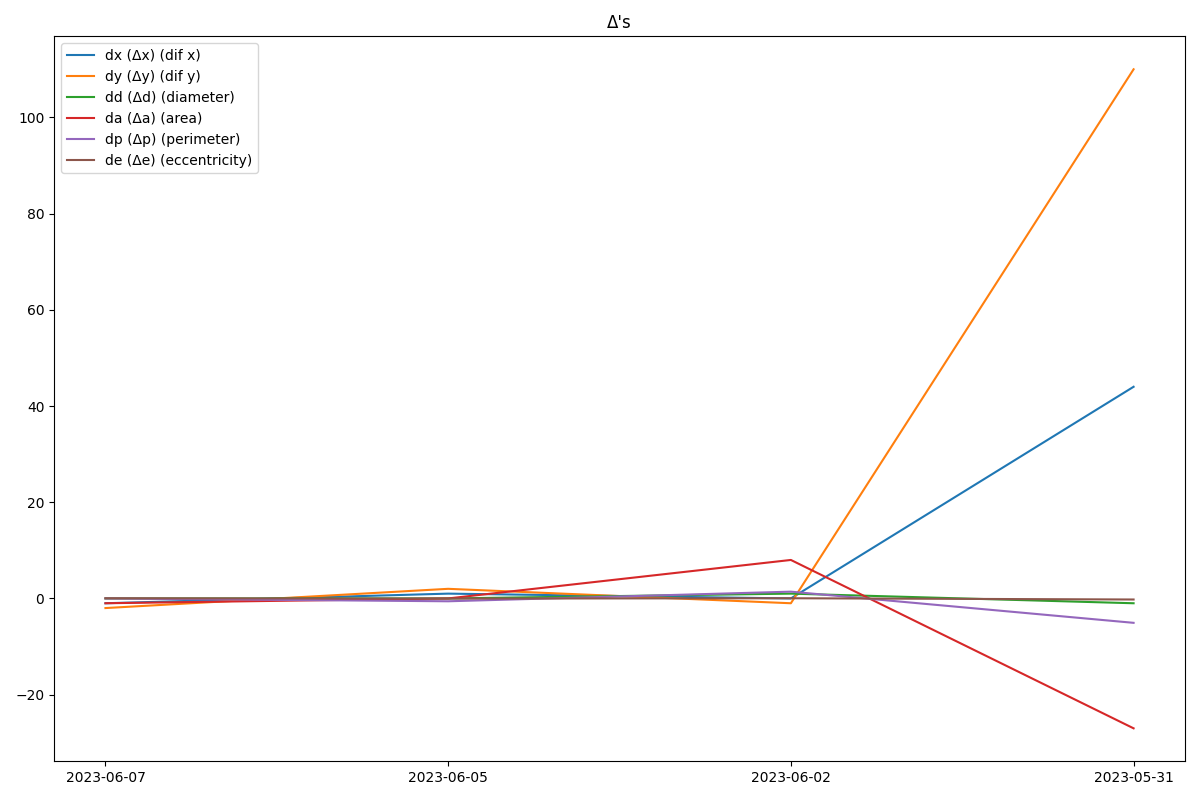 Δ's
dx (Δx) (dif x)
dy (Δy) (dif y)
dd (Δd) (diameter)
da (Δa) (area)
dp (Δp) (perimeter)
de (Δe) (eccentricity)
100
80
60
40
20
0
−20
2023-06-07 2023-06-05 2023-06-02 2023-05-31